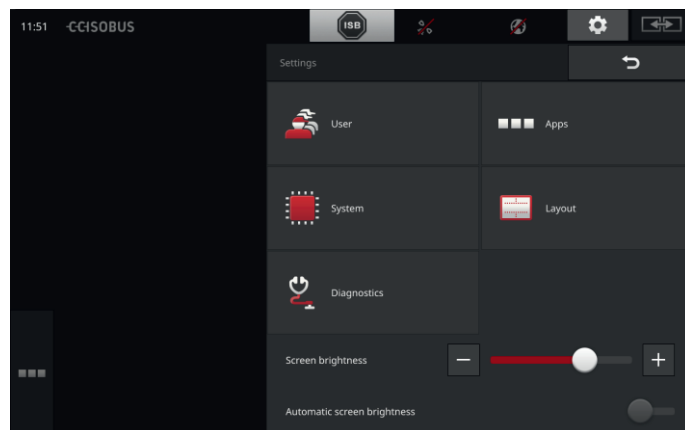 11:51 CCISOBUS ISB
Settings
User
Apps
System
Layout
Diagnostics
Screen brightness
Automatic screen brightness